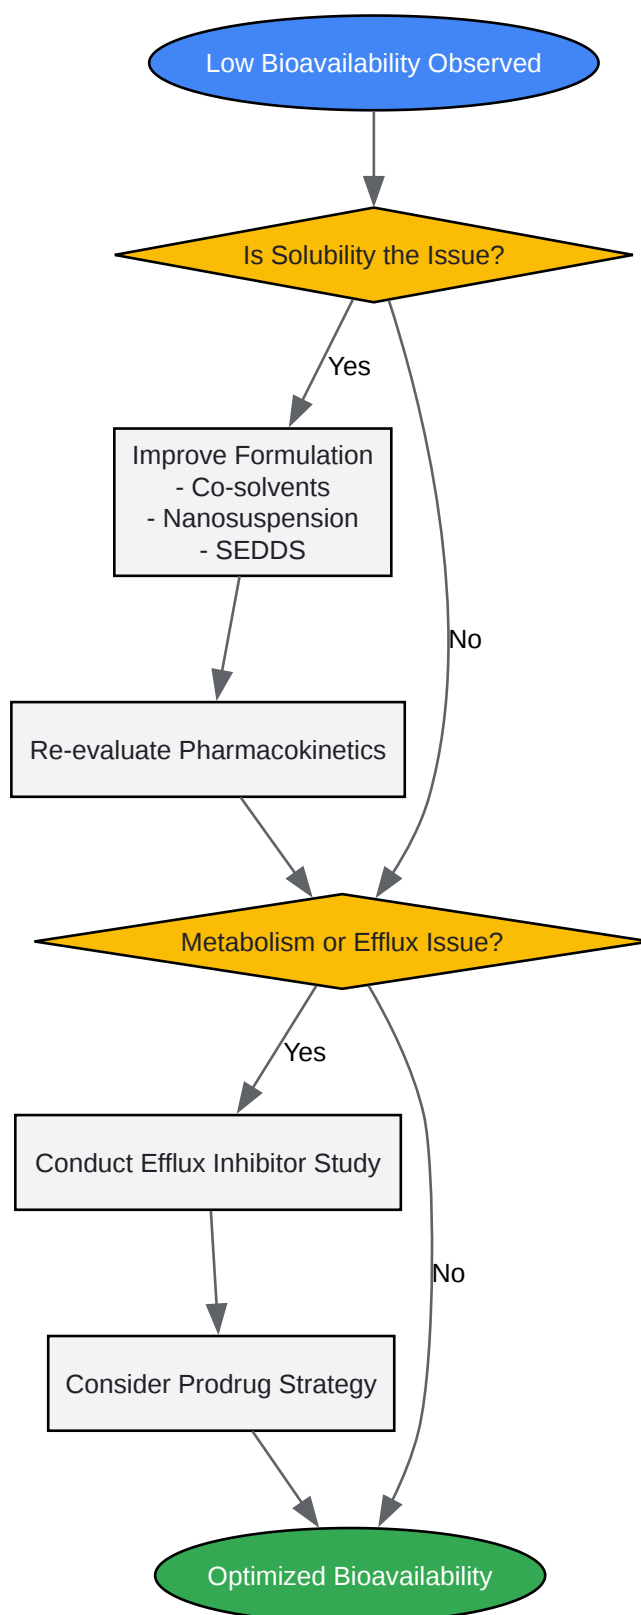 Low Bioavailability Observed
Is Solubility the Issue?
Yes
Improve Formulation
- Co-solvents
- Nanosuspension
- SEDDS
No
Re-evaluate Pharmacokinetics
Metabolism or Efflux Issue?
Yes
Conduct Efflux Inhibitor Study
No
Consider Prodrug Strategy
Optimized Bioavailability